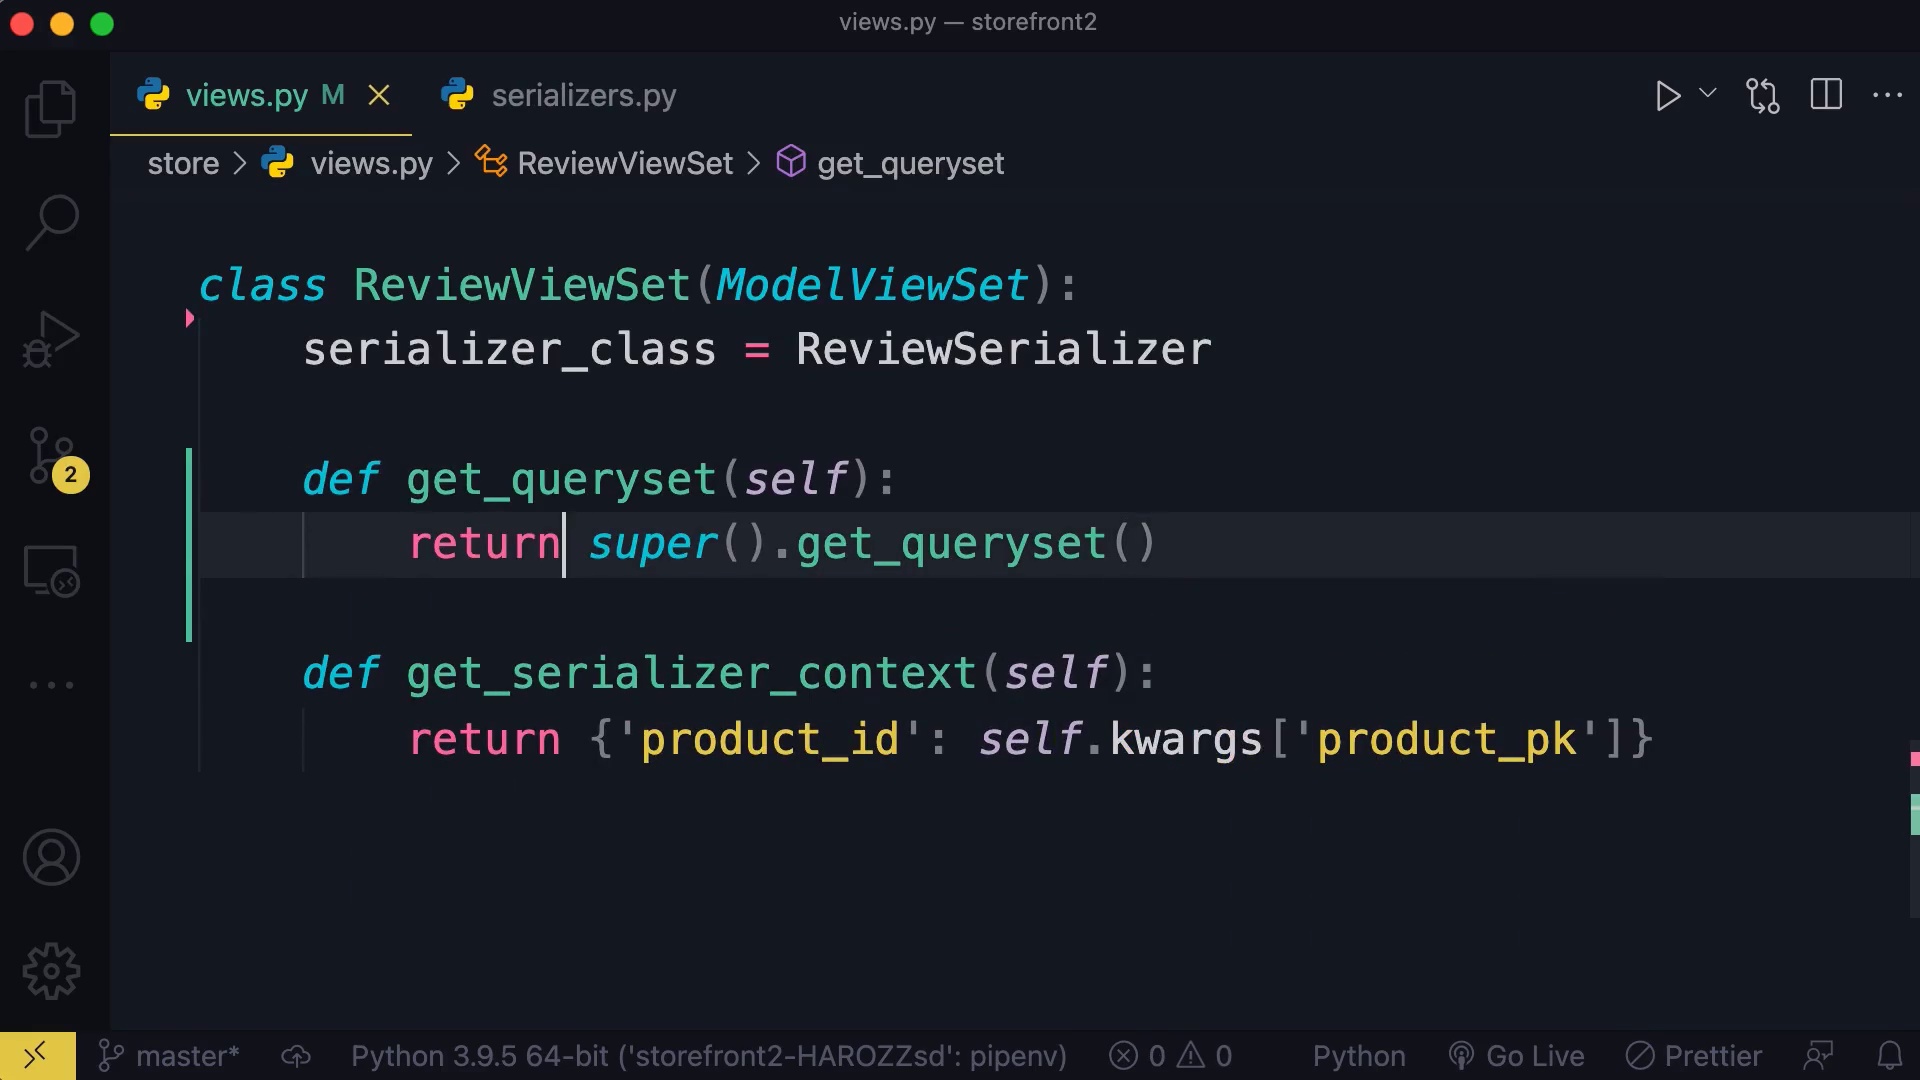 views.py — storefront2
views.py M serializers.py
store > views.py > ReviewViewSet > get_queryset
class ReviewViewSet(ModelViewSet):
serializer_class = ReviewSerializer
def get_queryset(self):
return super().get_queryset()
def get_serializer_context(self):
return {'product_id': self.kwargs['product_pk']}
2
master* Python 3.9.5 64-bit ('storefront2-HAROZZsd': pipenv) 0 0 Python Go Live Prettier